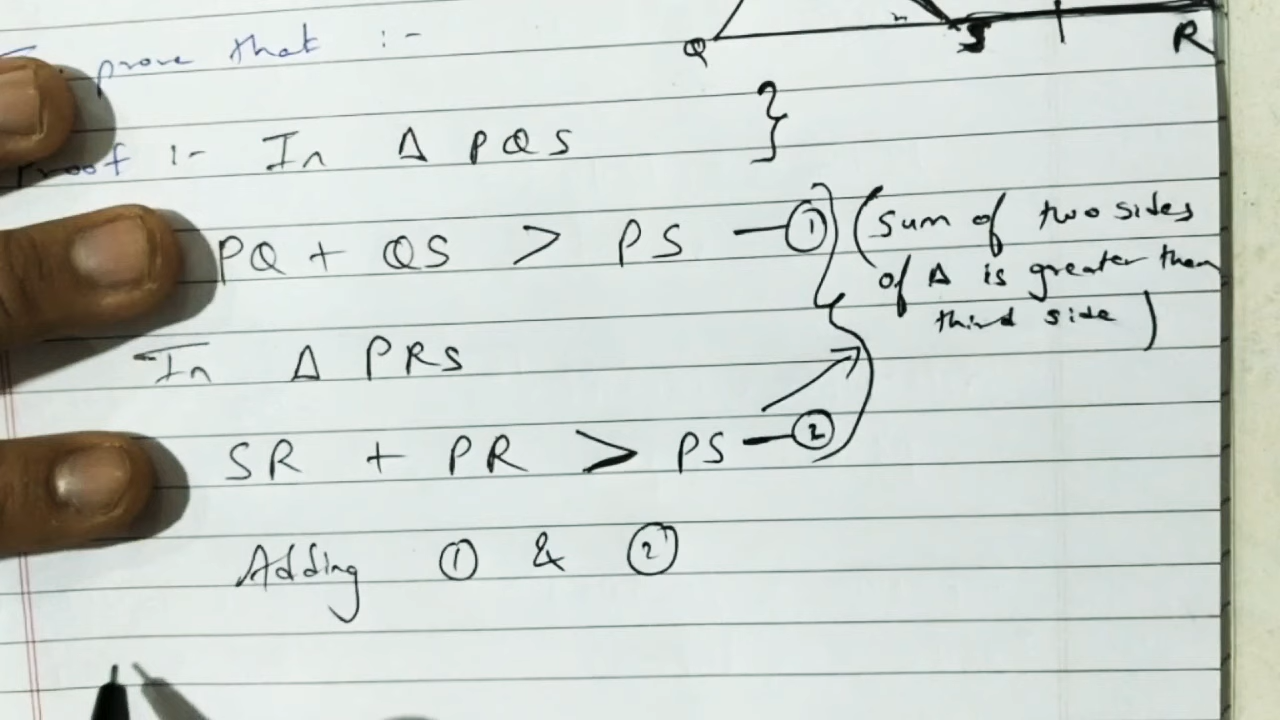 Q S R
prove that :-
Proof :- In Δ PQS }
PQ + QS > PS — ① (Sum of two sides
of Δ is greater than
third side )
In Δ PRS
SR + PR > PS — ②
Adding ① & ②